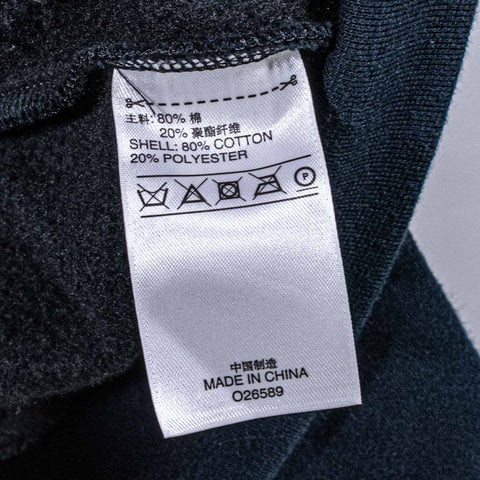 主料: 80% 棉
20% 聚酯纤维
SHELL: 80% COTTON
20% POLYESTER
P
中国制造
MADE IN CHINA
O26589